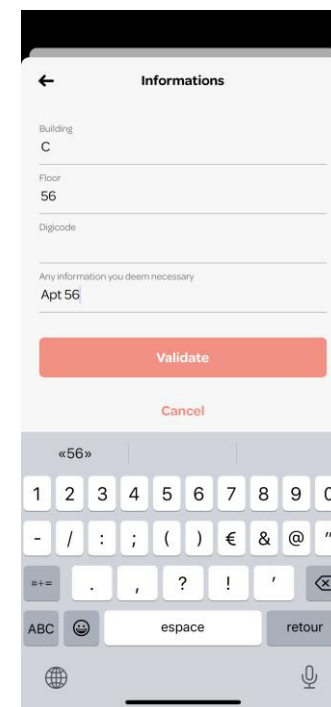 Informations
Building
C
Floor
56
Digicode
Any information you deem necessary
Apt 56
Validate
Cancel
«56»
1 2 3 4 5 6 7 8 9 0
- / : ; ( ) € & @ "
#+= . , ? ! ’
ABC espace retour